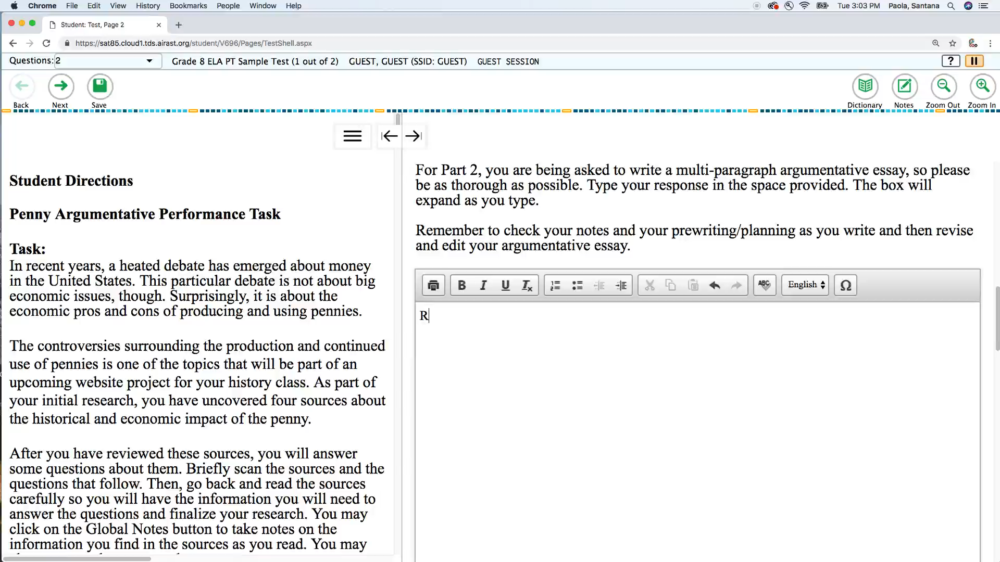 Chrome File Edit View History Bookmarks People Window Help Tue 3:03 PM Paola, Santana
Student: Test, Page 2
https://sat85.cloud1.tds.airast.org/student/V696/Pages/TestShell.aspx
Questions: 2 Grade 8 ELA PT Sample Test (1 out of 2) GUEST, GUEST (SSID: GUEST) GUEST SESSION ?
Back Next Save Dictionary Notes Zoom Out Zoom In
Student Directions
Penny Argumentative Performance Task
Task:
In recent years, a heated debate has emerged about money
in the United States. This particular debate is not about big
economic issues, though. Surprisingly, it is about the
economic pros and cons of producing and using pennies.
The controversies surrounding the production and continued
use of pennies is one of the topics that will be part of an
upcoming website project for your history class. As part of
your initial research, you have uncovered four sources about
the historical and economic impact of the penny.
After you have reviewed these sources, you will answer
some questions about them. Briefly scan the sources and the
questions that follow. Then, go back and read the sources
carefully so you will have the information you will need to
answer the questions and finalize your research. You may
click on the Global Notes button to take notes on the
information you find in the sources as you read. You may
For Part 2, you are being asked to write a multi-paragraph argumentative essay, so please
be as thorough as possible. Type your response in the space provided. The box will
expand as you type.
Remember to check your notes and your prewriting/planning as you write and then revise
and edit your argumentative essay.
B I U Ix ABC English Ω
R